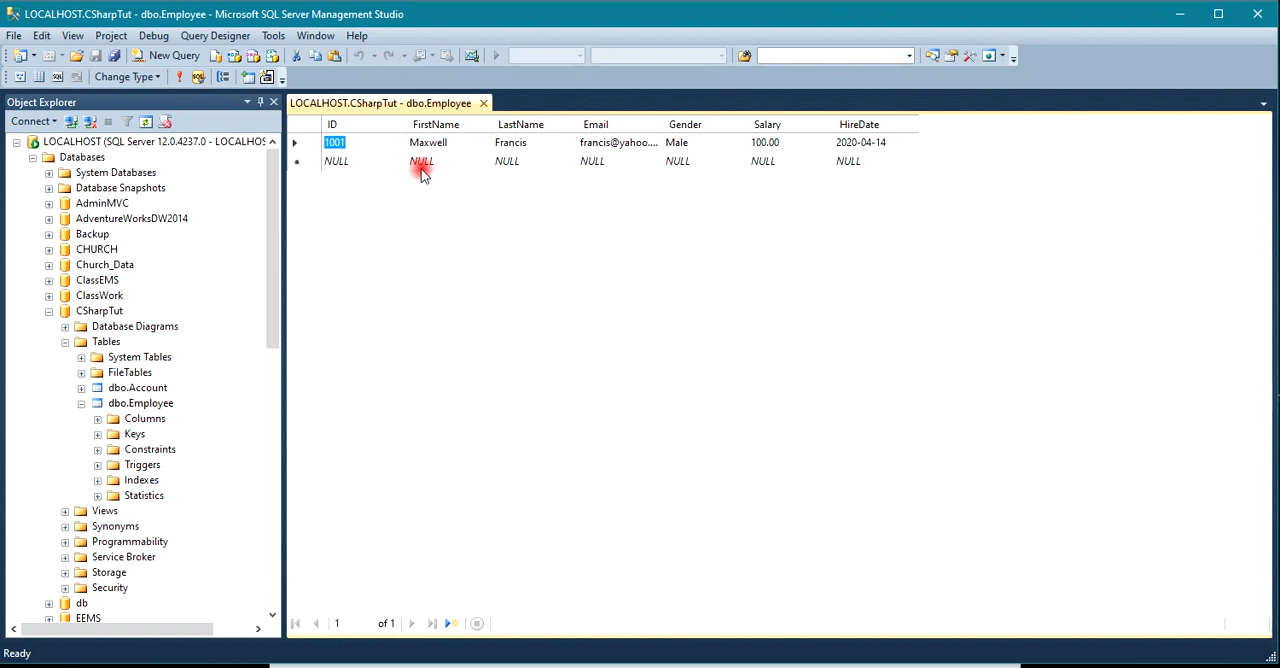 LOCALHOST.CSharpTut - dbo.Employee - Microsoft SQL Server Management Studio
File Edit View Project Debug Query Designer Tools Window Help
New Query
Change Type
Object Explorer
LOCALHOST.CSharpTut - dbo.Employee
Connect
ID FirstName LastName Email Gender Salary HireDate
1001 Maxwell Francis francis@yahoo.... Male 100.00 2020-04-14
NULL NULL NULL NULL NULL NULL NULL
LOCALHOST (SQL Server 12.0.4237.0 - LOCALHOS
Databases
System Databases
Database Snapshots
AdminMVC
AdventureWorksDW2014
Backup
CHURCH
Church_Data
ClassEMS
ClassWork
CSharpTut
Database Diagrams
Tables
System Tables
FileTables
dbo.Account
dbo.Employee
Columns
Keys
Constraints
Triggers
Indexes
Statistics
Views
Synonyms
Programmability
Service Broker
Storage
Security
db
EEMS
1 of 1
Ready